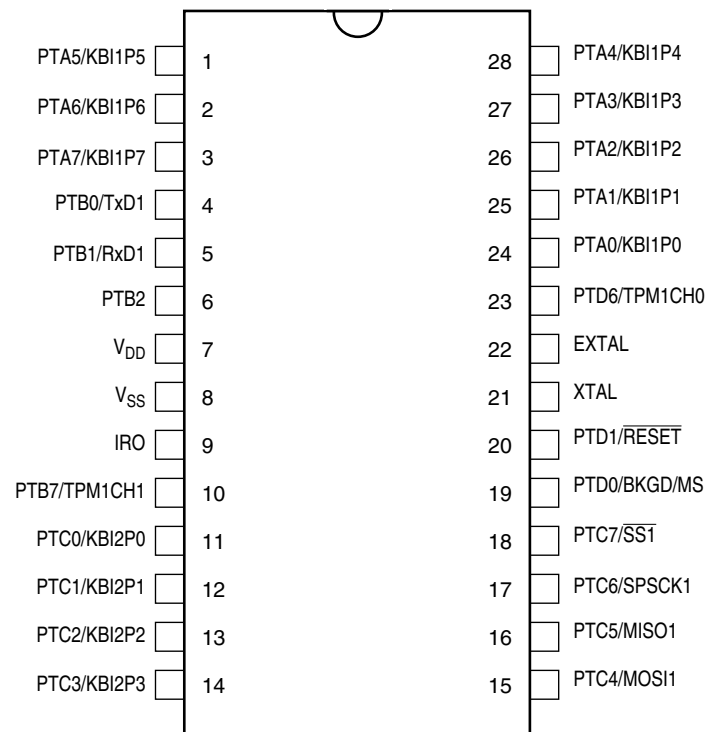 PTA5/KBI1P5 1 28 PTA4/KBI1P4
PTA6/KBI1P6 2 27 PTA3/KBI1P3
PTA7/KBI1P7 3 26 PTA2/KBI1P2
PTB0/TxD1 4 25 PTA1/KBI1P1
PTB1/RxD1 5 24 PTA0/KBI1P0
PTB2 6 23 PTD6/TPM1CH0
VDD 7 22 EXTAL
VSS 8 21 XTAL
IRO 9 20 PTD1/RESET
PTB7/TPM1CH1 10 19 PTD0/BKGD/MS
PTC0/KBI2P0 11 18 PTC7/SS1
PTC1/KBI2P1 12 17 PTC6/SPSCK1
PTC2/KBI2P2 13 16 PTC5/MISO1
PTC3/KBI2P3 14 15 PTC4/MOSI1